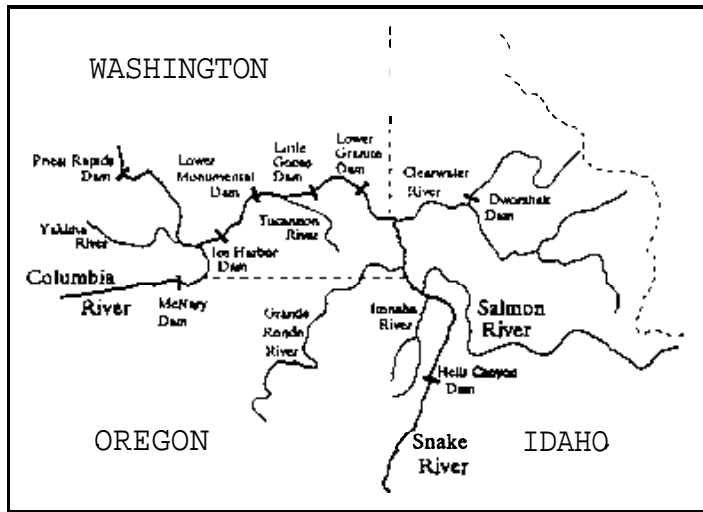 WASHINGTON
Priest Rapids
Dam
Lower
Monumental
Dam
Little
Goose
Dam
Lower
Granite
Dam
Clearwater
River
Dworshak
Dam
Yakima
River
Tucannon
River
Ice Harbor
Dam
Columbia
River
McNary
Dam
Grande
Ronde
River
Imnaha
River
Salmon
River
Hells Canyon
Dam
OREGON
Snake
River
IDAHO